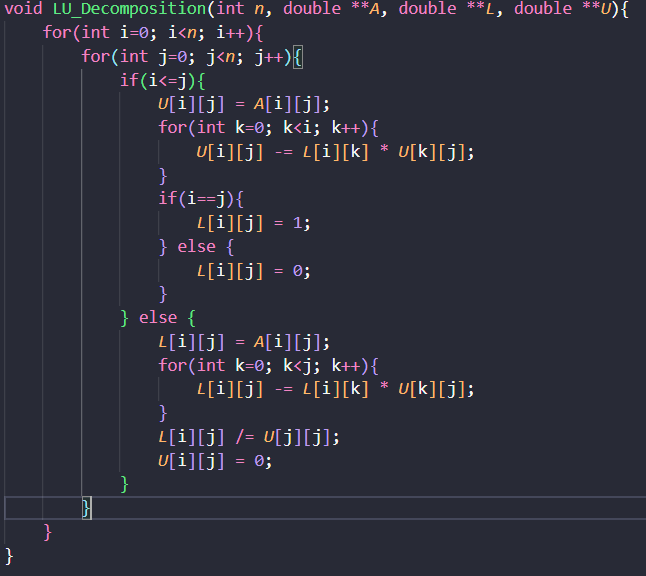 void LU_Decomposition(int n, double **A, double **L, double **U){
    for(int i=0; i<n; i++){
        for(int j=0; j<n; j++){
            if(i<=j){
                U[i][j] = A[i][j];
                for(int k=0; k<i; k++){
                    U[i][j] -= L[i][k] * U[k][j];
                }
                if(i==j){
                    L[i][j] = 1;
                } else {
                    L[i][j] = 0;
                }
            } else {
                L[i][j] = A[i][j];
                for(int k=0; k<j; k++){
                    L[i][j] -= L[i][k] * U[k][j];
                }
                L[i][j] /= U[j][j];
                U[i][j] = 0;
            }
        }
    }
}